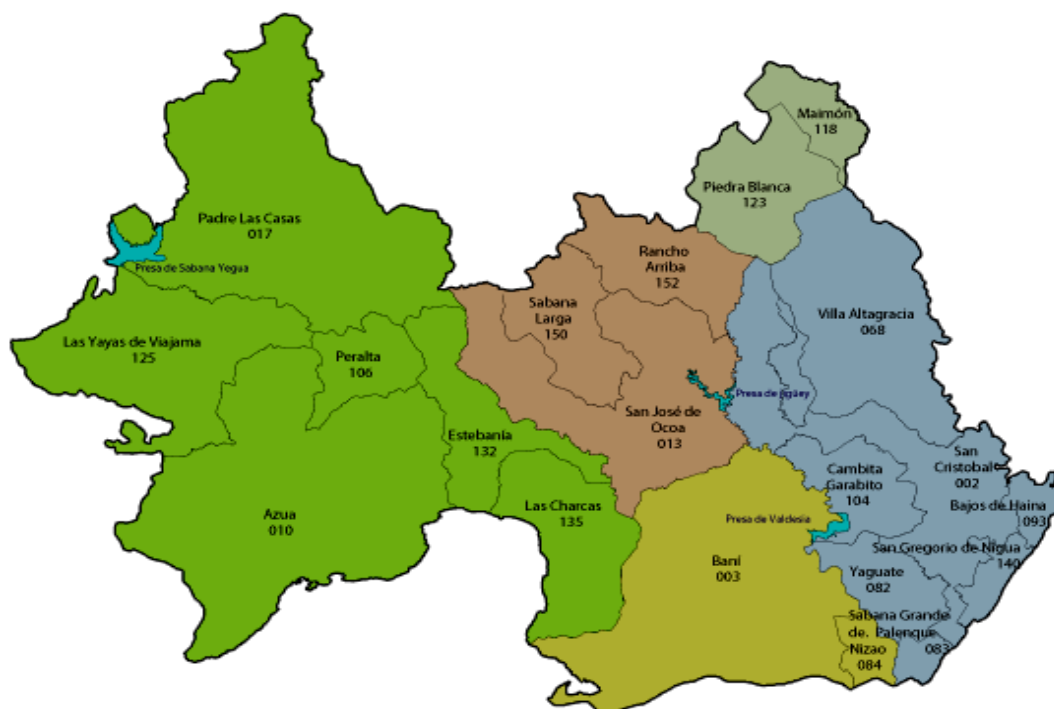 Maimón
118
Piedra Blanca
123
Padre Las Casas
017
Presa de Sabana Yegua
Rancho
Arriba
152
Sabana
Larga
150
Villa Altagracia
068
Las Yayas de Viajama
125
Peralta
106
Presa de Jigüey
San José de
Ocoa
013
Estebanía
132
San
Cristobal
002
Cambita
Garabito
104
Las Charcas
135
Bajos de Haina
093
Azua
010
Presa de Valdesia
San Gregorio de Nigua
140
Baní
003
Yaguate
082
Sabana Grande
de. Palenque
083
Nizao
084